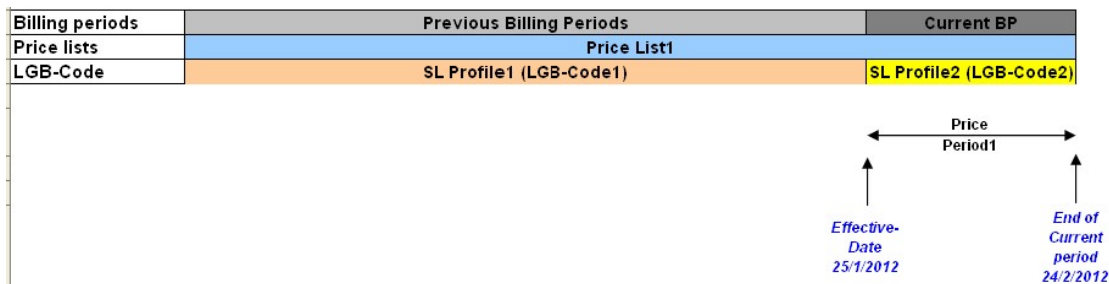 Billing periods Previous Billing Periods Current BP
Price lists Price List1
LGB-Code SL Profile1 (LGB-Code1) SL Profile2 (LGB-Code2)
Price
Period1
Effective-
Date
25/1/2012
End of
Current
period
24/2/2012